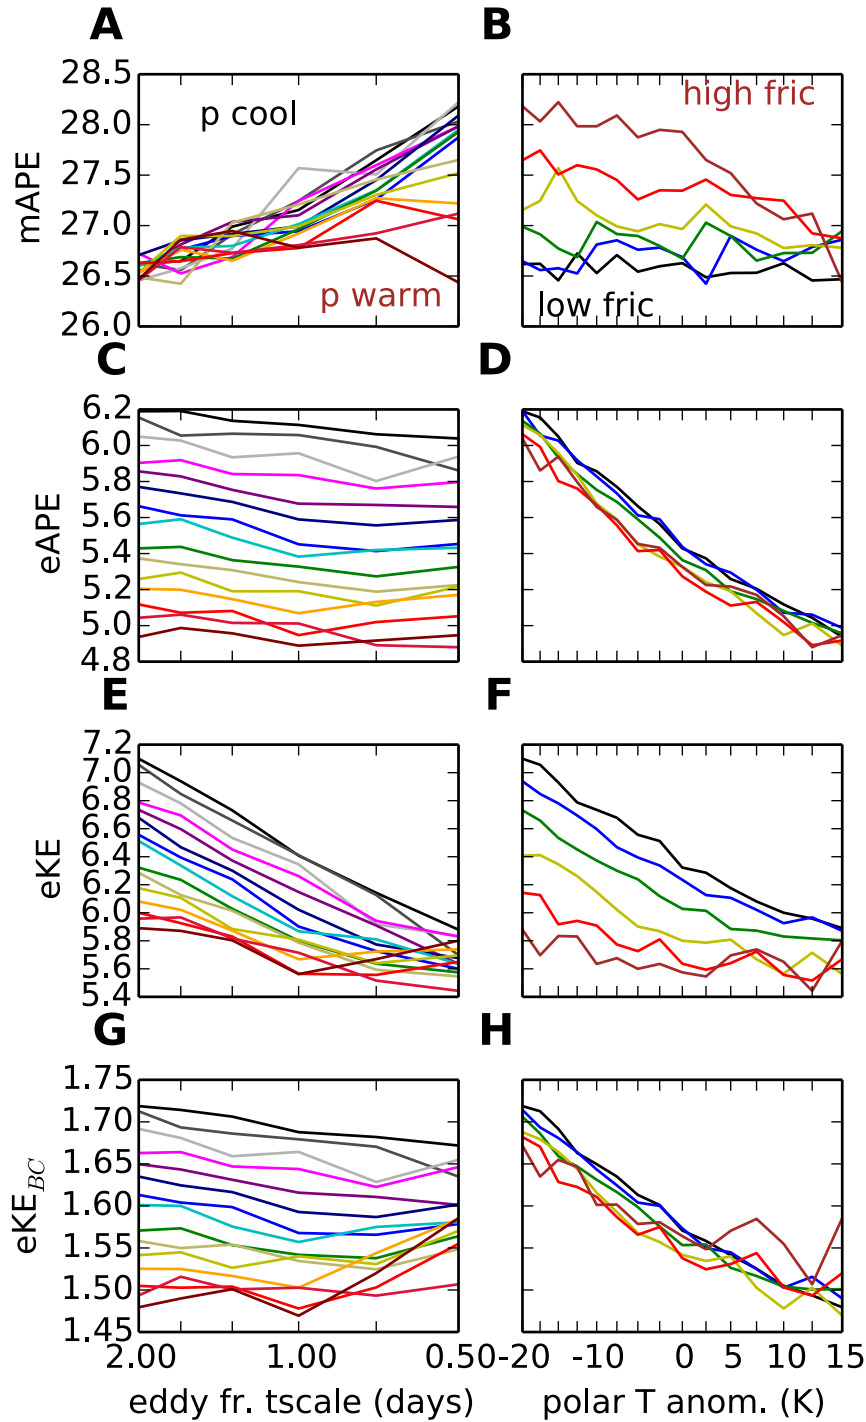 A
B
28.5
28.0
27.5
27.0
26.5
26.0
mAPE
p cool
p warm
high fric
low fric
C
D
6.2
6.0
5.8
5.6
5.4
5.2
5.0
4.8
eAPE
E
F
7.2
7.0
6.8
6.6
6.4
6.2
6.0
5.8
5.6
5.4
eKE
G
H
1.75
1.70
1.65
1.60
1.55
1.50
1.45
eKE_BC
2.00 1.00 0.50
-20 -10 0 5 10 15
eddy fr. tscale (days)
polar T anom. (K)